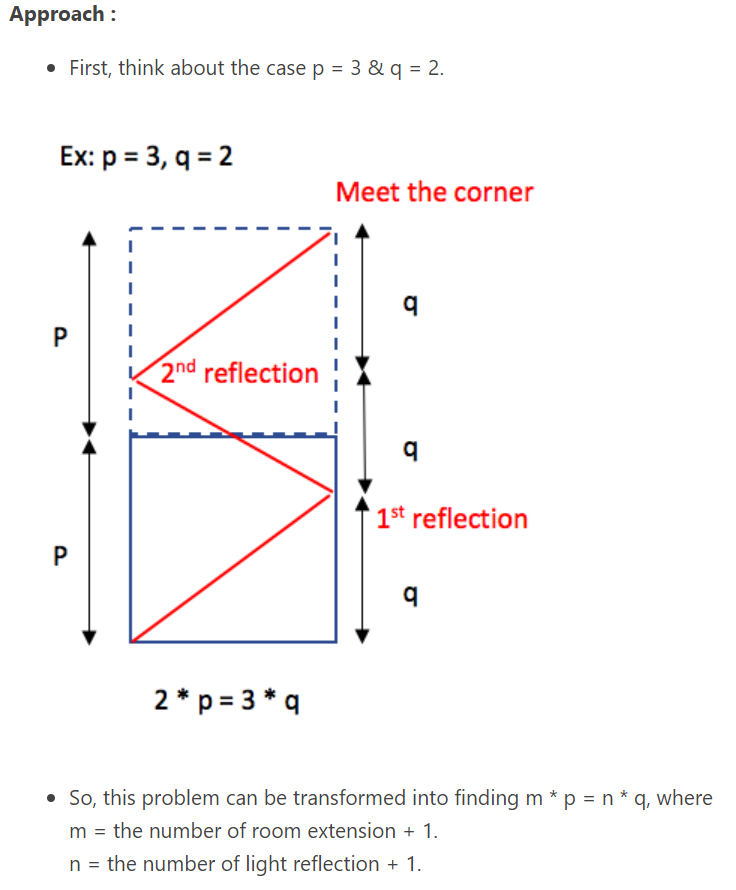 Approach :
• First, think about the case p = 3 & q = 2.
Ex: p = 3, q = 2
Meet the corner
q
P
2nd reflection
q
1st reflection
P
q
2 * p = 3 * q
• So, this problem can be transformed into finding m * p = n * q, where
m = the number of room extension + 1.
n = the number of light reflection + 1.